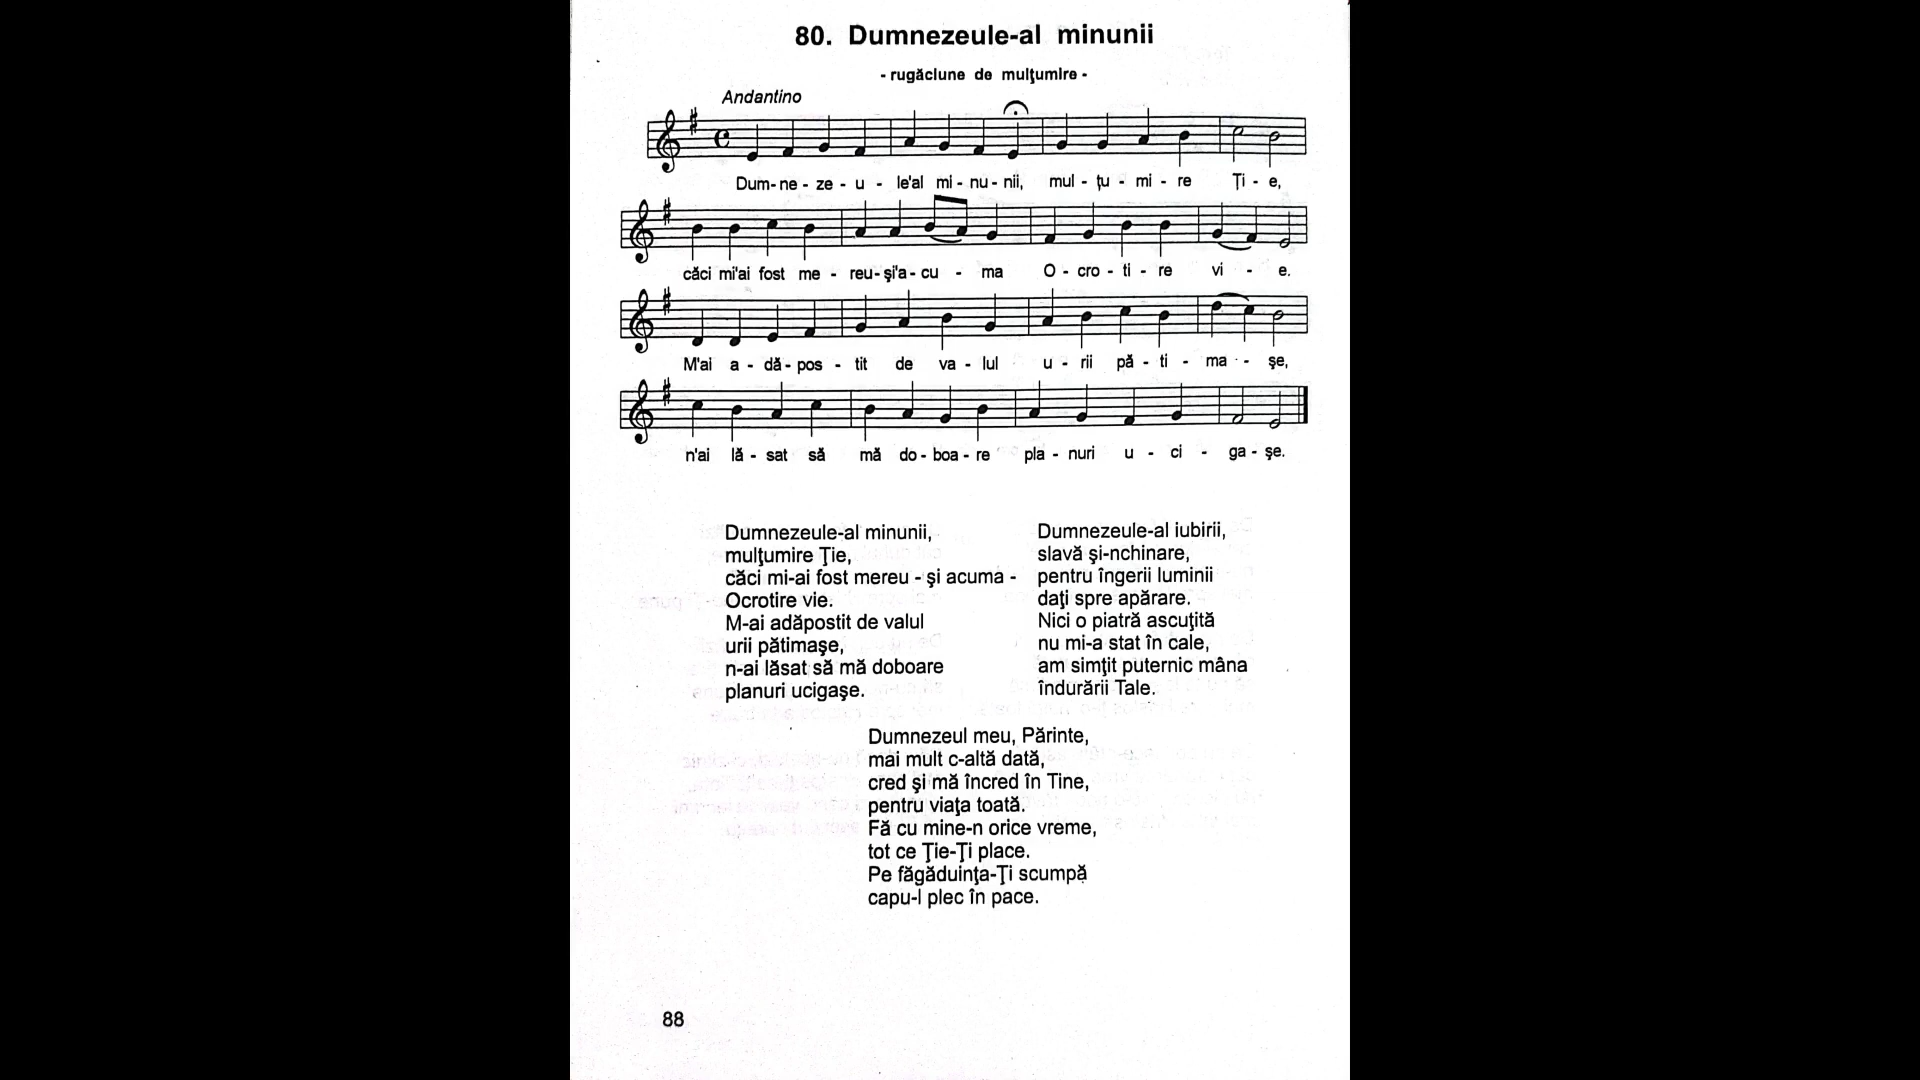 80. Dumnezeule-al minunii
- rugăciune de mulţumire -
Andantino
Dum-ne - ze - u - le'al mi - nu - nii, mul - ţu - mi - re Ţi - e,
căci mi'ai fost me - reu-şi'a-cu - ma O - cro - ti - re vi - e.
M'ai a - dă-pos - tit de va - lul u - rii pă - ti - ma - şe,
n'ai lă - sat să mă do-boa-re pla - nuri u - ci - ga - şe.
Dumnezeule-al minunii,
mulţumire Ţie,
căci mi-ai fost mereu - şi acuma -
Ocrotire vie.
M-ai adăpostit de valul
urii pătimaşe,
n-ai lăsat să mă doboare
planuri ucigaşe.
Dumnezeule-al iubirii,
slavă şi-nchinare,
pentru îngerii luminii
daţi spre apărare.
Nici o piatră ascuţită
nu mi-a stat în cale,
am simţit puternic mâna
îndurării Tale.
Dumnezeul meu, Părinte,
mai mult c-altă dată,
cred şi mă încred în Tine,
pentru viaţa toată.
Fă cu mine-n orice vreme,
tot ce Ţie-Ţi place.
Pe făgăduinţa-Ţi scumpă
capu-l plec în pace.
88